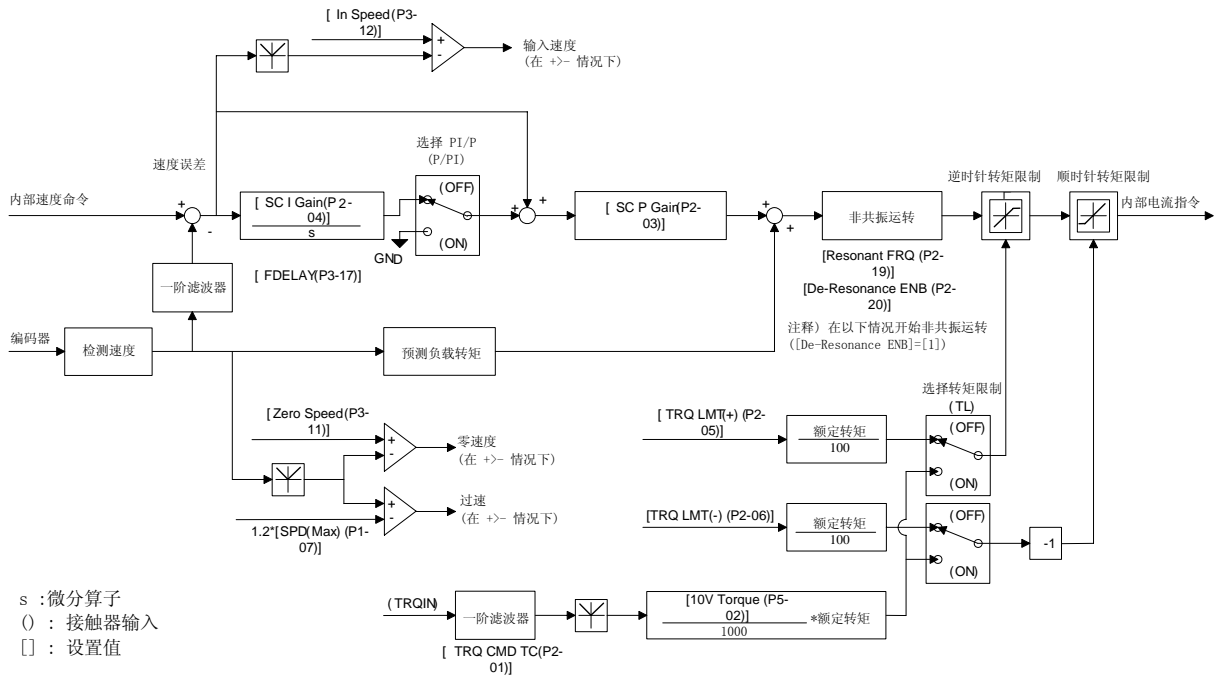 [ In Speed(P3-
12)]
+
-
输入速度
(在 +>- 情况下)
选择 PI/P
(P/PI)
速度误差
内部速度命令
+
-
[ SC I Gain(P2-
04)]
s
(OFF)
(ON)
GND
+
+
+
[ SC P Gain(P2-
03)]
+
+
非共振运转
逆时针转矩限制
顺时针转矩限制
内部电流指令
[ FDELAY(P3-17)]
一阶滤波器
[Resonant FRQ (P2-
19)]
[De-Resonance ENB (P2-
20)]
注释) 在以下情况开始非共振运转
([De-Resonance ENB]=[1])
编码器
检测速度
预测负载转矩
[Zero Speed(P3-
11)]
+
-
零速度
(在 +>- 情况下)
+
-
过速
(在 +>- 情况下)
1.2*[SPD(Max) (P1-
07)]
选择转矩限制
(TL)
[ TRQ LMT(+) (P2-
05)]
额定转矩
100
(OFF)
(ON)
[TRQ LMT(-) (P2-06)]
额定转矩
100
(OFF)
(ON)
-1
(TRQIN)
一阶滤波器
[10V Torque (P5-
02)]
1000
*额定转矩
[ TRQ CMD TC(P2-
01)]
s :微分算子
() : 接触器输入
[] : 设置值